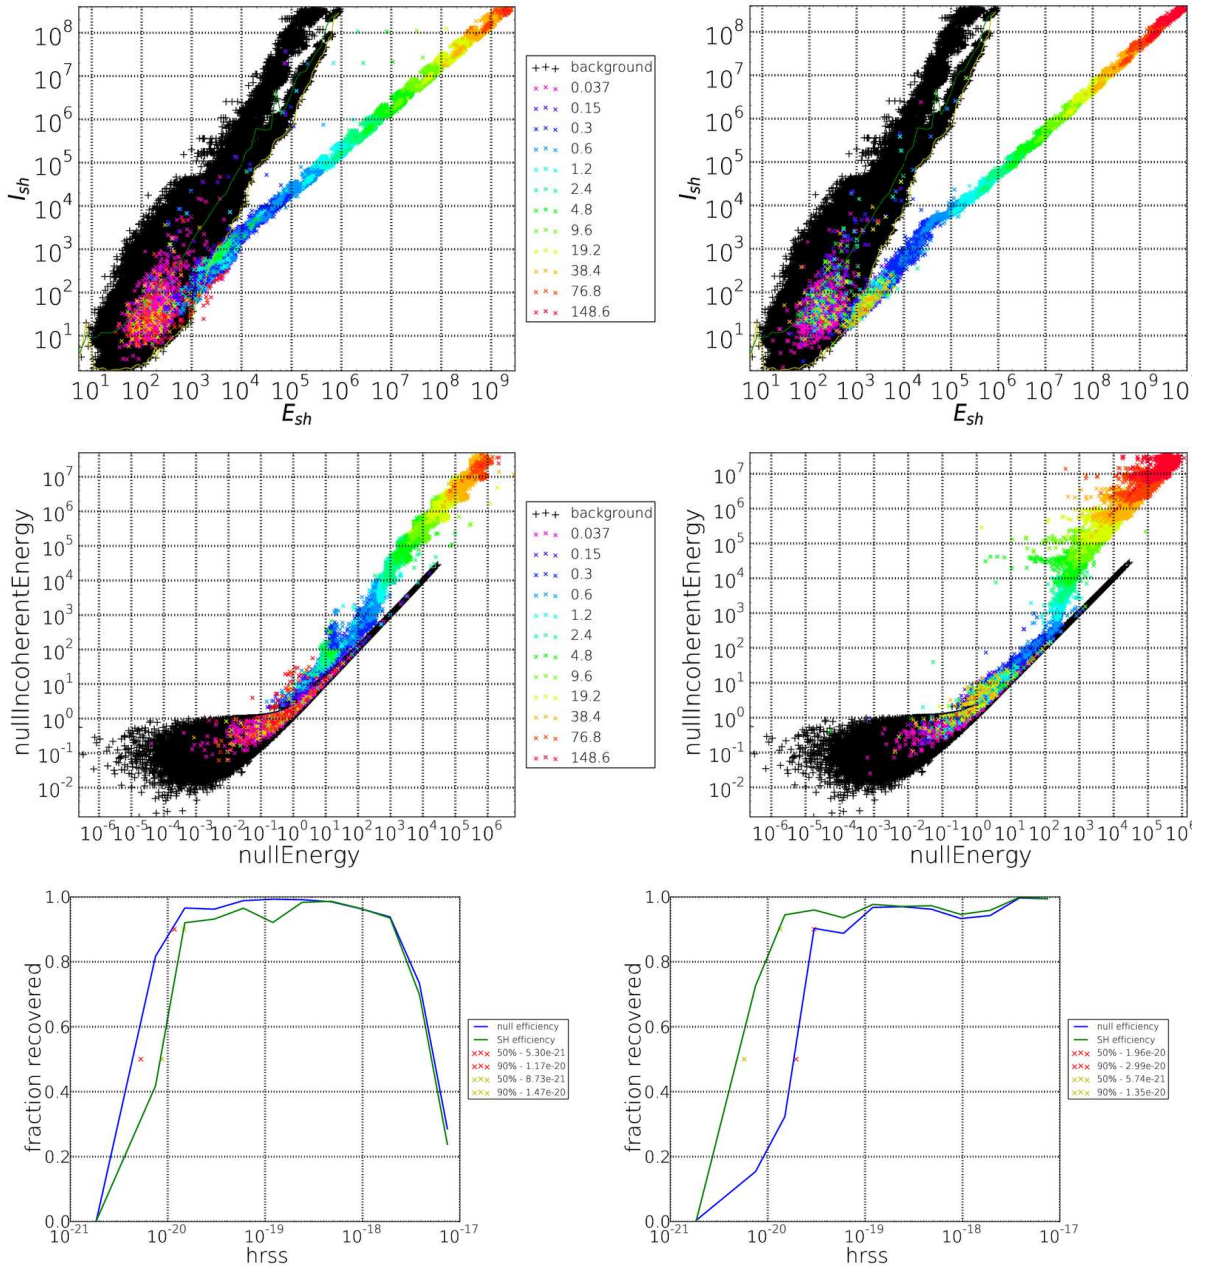 10^8
10^7
10^6
10^5
10^4
10^3
10^2
10^1
I_sh
10^1 10^2 10^3 10^4 10^5 10^6 10^7 10^8 10^9
E_sh
+++ background
× × 0.037
× × 0.15
× × 0.3
× × 0.6
× × 1.2
× × 2.4
× × 4.8
× × 9.6
× × 19.2
× × 38.4
× × 76.8
× × 148.6
10^8
10^7
10^6
10^5
10^4
10^3
10^2
10^1
I_sh
10^1 10^2 10^3 10^4 10^5 10^6 10^7 10^8 10^9 10^10
E_sh
10^7
10^6
10^5
10^4
10^3
10^2
10^1
10^0
10^-1
10^-2
nullIncoherentEnergy
10^-6 10^-5 10^-4 10^-3 10^-2 10^-1 10^0 10^1 10^2 10^3 10^4 10^5 10^6
nullEnergy
+++ background
× × 0.037
× × 0.15
× × 0.3
× × 0.6
× × 1.2
× × 2.4
× × 4.8
× × 9.6
× × 19.2
× × 38.4
× × 76.8
× × 148.6
10^7
10^6
10^5
10^4
10^3
10^2
10^1
10^0
10^-1
10^-2
nullIncoherentEnergy
10^-6 10^-5 10^-4 10^-3 10^-2 10^-1 10^0 10^1 10^2 10^3 10^4 10^5 10^6
nullEnergy
1.0
0.8
0.6
0.4
0.2
0.0
fraction recovered
10^-21 10^-20 10^-19 10^-18 10^-17
hrss
null efficiency
SH efficiency
××× 50% - 5.30e-21
××× 90% - 1.17e-20
××× 50% - 8.73e-21
××× 90% - 1.47e-20
1.0
0.8
0.6
0.4
0.2
0.0
fraction recovered
10^-21 10^-20 10^-19 10^-18 10^-17
hrss
null efficiency
SH efficiency
××× 50% - 1.96e-20
××× 90% - 2.99e-20
××× 50% - 5.74e-21
××× 90% - 1.35e-20